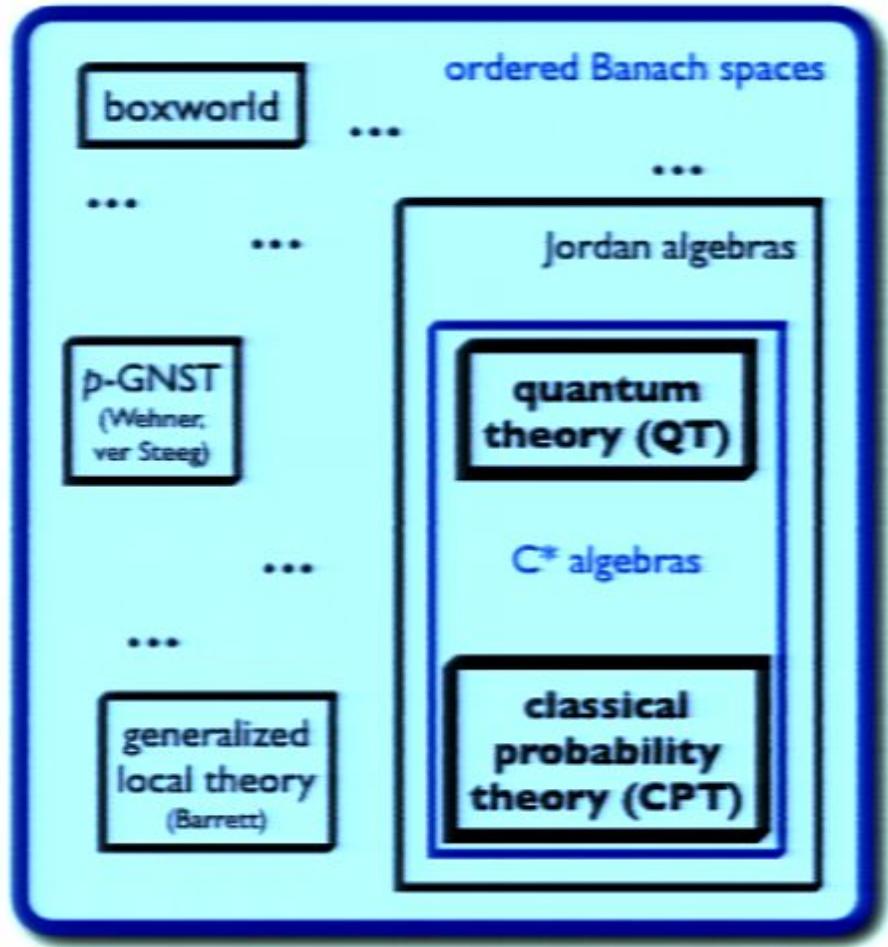 ordered Banach spaces
boxworld
...
...
...
...
Jordan algebras
p-GNST
(Wehner,
ver Steeg)
quantum
theory (QT)
C* algebras
...
...
generalized
local theory
(Barrett)
classical
probability
theory (CPT)